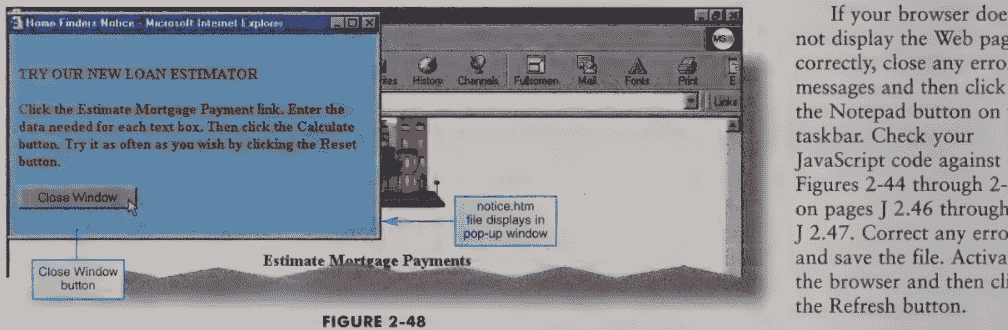 Home Finders Notice - Microsoft Internet Explorer
TRY OUR NEW LOAN ESTIMATOR
Click the Estimate Mortgage Payment link. Enter the
data needed for each text box. Then click the Calculate
button. Try it as often as you wish by clicking the Reset
button.
Close Window
Close Window
button
History Channels Fullscreen Mail Fonts Print
Links
notice.htm
file displays in
pop-up window
Estimate Mortgage Payments
FIGURE 2-48
If your browser doe
not display the Web pag
correctly, close any erro
messages and then click
the Notepad button on
taskbar. Check your
JavaScript code against
Figures 2-44 through 2-
on pages J 2.46 through
J 2.47. Correct any erro
and save the file. Activa
the browser and then cli
the Refresh button.